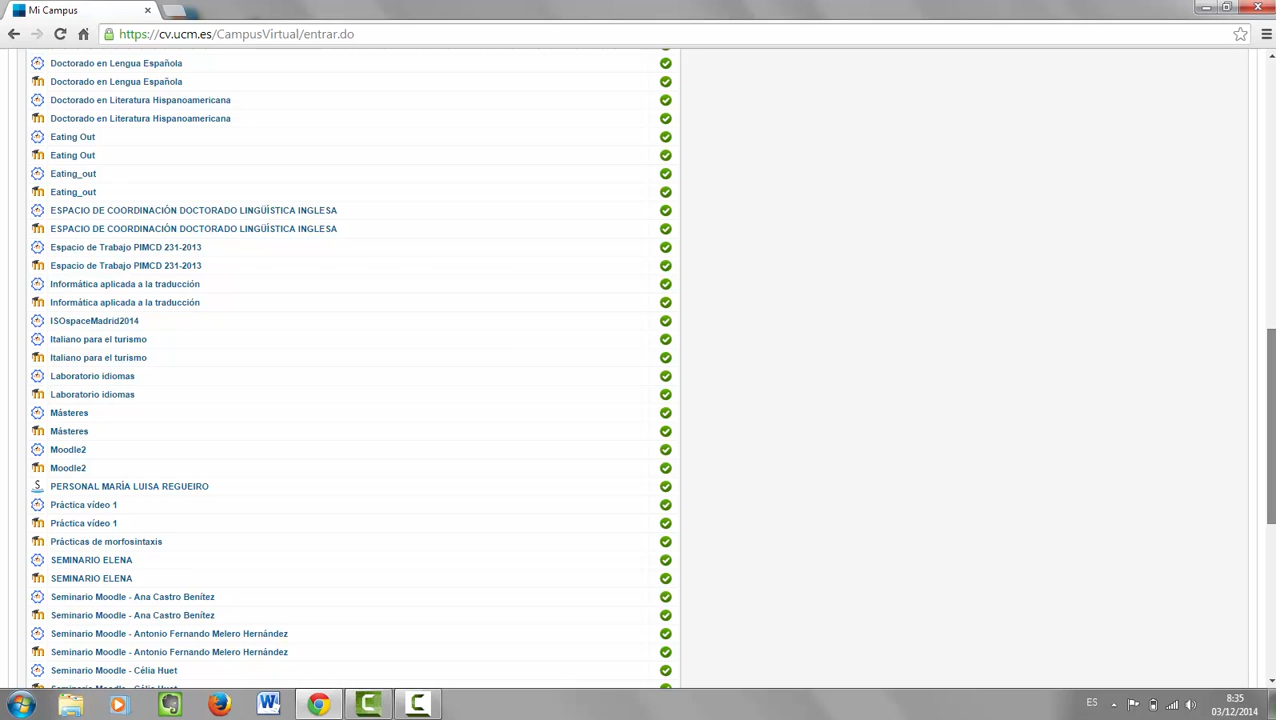 Mi Campus
https://cv.ucm.es/CampusVirtual/entrar.do
Doctorado en Lengua Española
Doctorado en Lengua Española
Doctorado en Literatura Hispanoamericana
Doctorado en Literatura Hispanoamericana
Eating Out
Eating Out
Eating_out
Eating_out
ESPACIO DE COORDINACIÓN DOCTORADO LINGÜÍSTICA INGLESA
ESPACIO DE COORDINACIÓN DOCTORADO LINGÜÍSTICA INGLESA
Espacio de Trabajo PIMCD 231-2013
Espacio de Trabajo PIMCD 231-2013
Informática aplicada a la traducción
Informática aplicada a la traducción
ISOspaceMadrid2014
Italiano para el turismo
Italiano para el turismo
Laboratorio idiomas
Laboratorio idiomas
Másteres
Másteres
Moodle2
Moodle2
PERSONAL MARÍA LUISA REGUEIRO
Práctica vídeo 1
Práctica vídeo 1
Prácticas de morfosintaxis
SEMINARIO ELENA
SEMINARIO ELENA
Seminario Moodle - Ana Castro Benítez
Seminario Moodle - Ana Castro Benítez
Seminario Moodle - Antonio Fernando Melero Hernández
Seminario Moodle - Antonio Fernando Melero Hernández
Seminario Moodle - Célia Huet
Seminario Moodle - Célia Huet
ES
8:35
03/12/2014